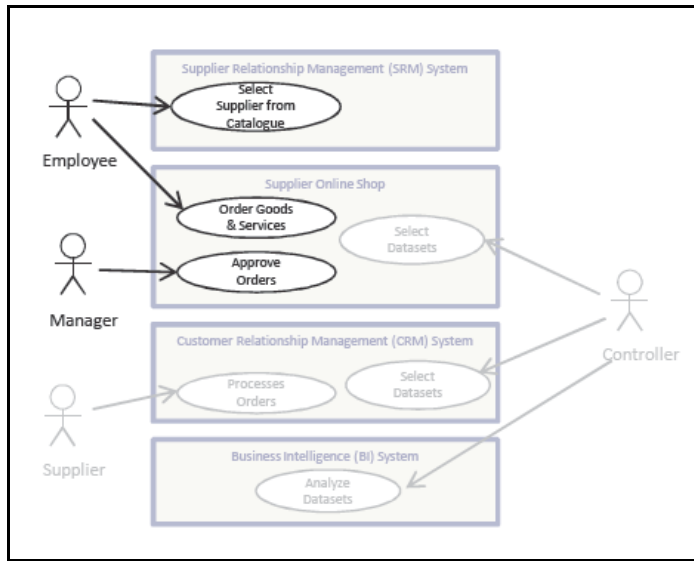 Supplier Relationship Management (SRM) System
Select
Supplier from
Catalogue
Employee
Supplier Online Shop
Order Goods
& Services
Select
Datasets
Approve
Orders
Manager
Customer Relationship Management (CRM) System
Controller
Processes
Orders
Select
Datasets
Supplier
Business Intelligence (BI) System
Analyze
Datasets